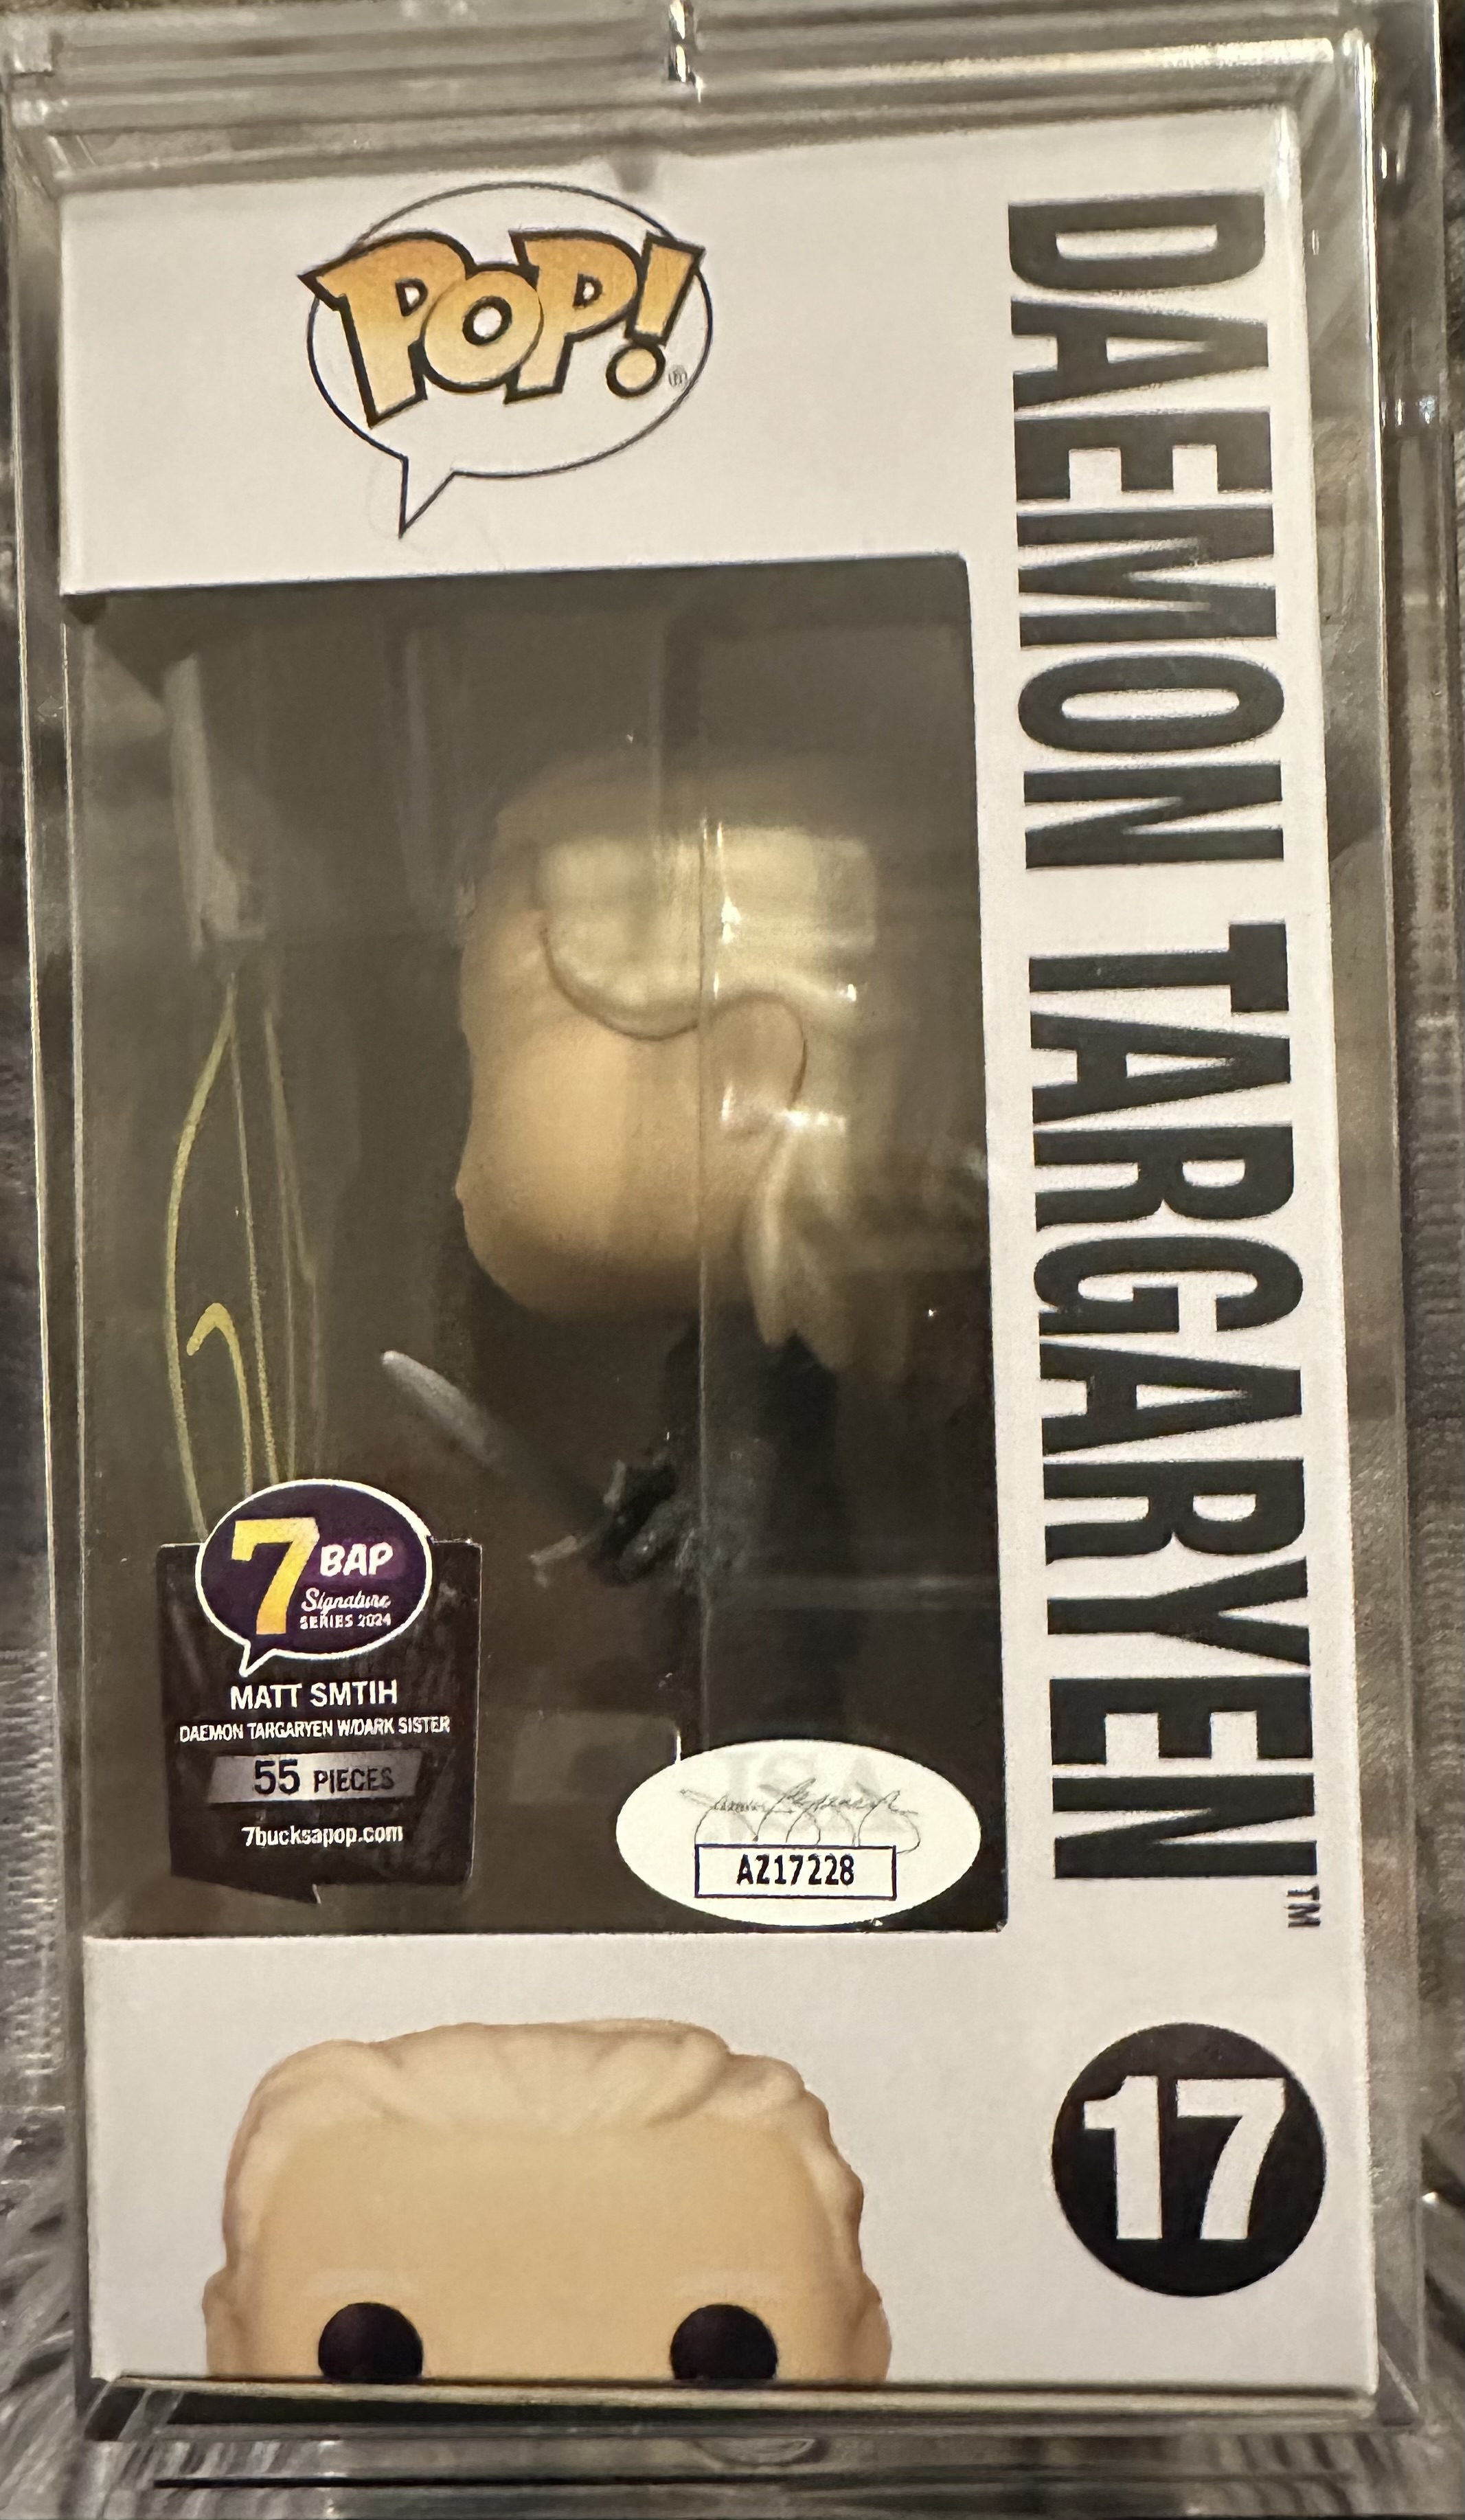 POP!
®
DAEMON TARGARYEN™
7 BAP
Signature
SERIES 2024
MATT SMTIH
DAEMON TARGARYEN W/DARK SISTER
55 PIECES
7bucksapop.com
AZ17228
17